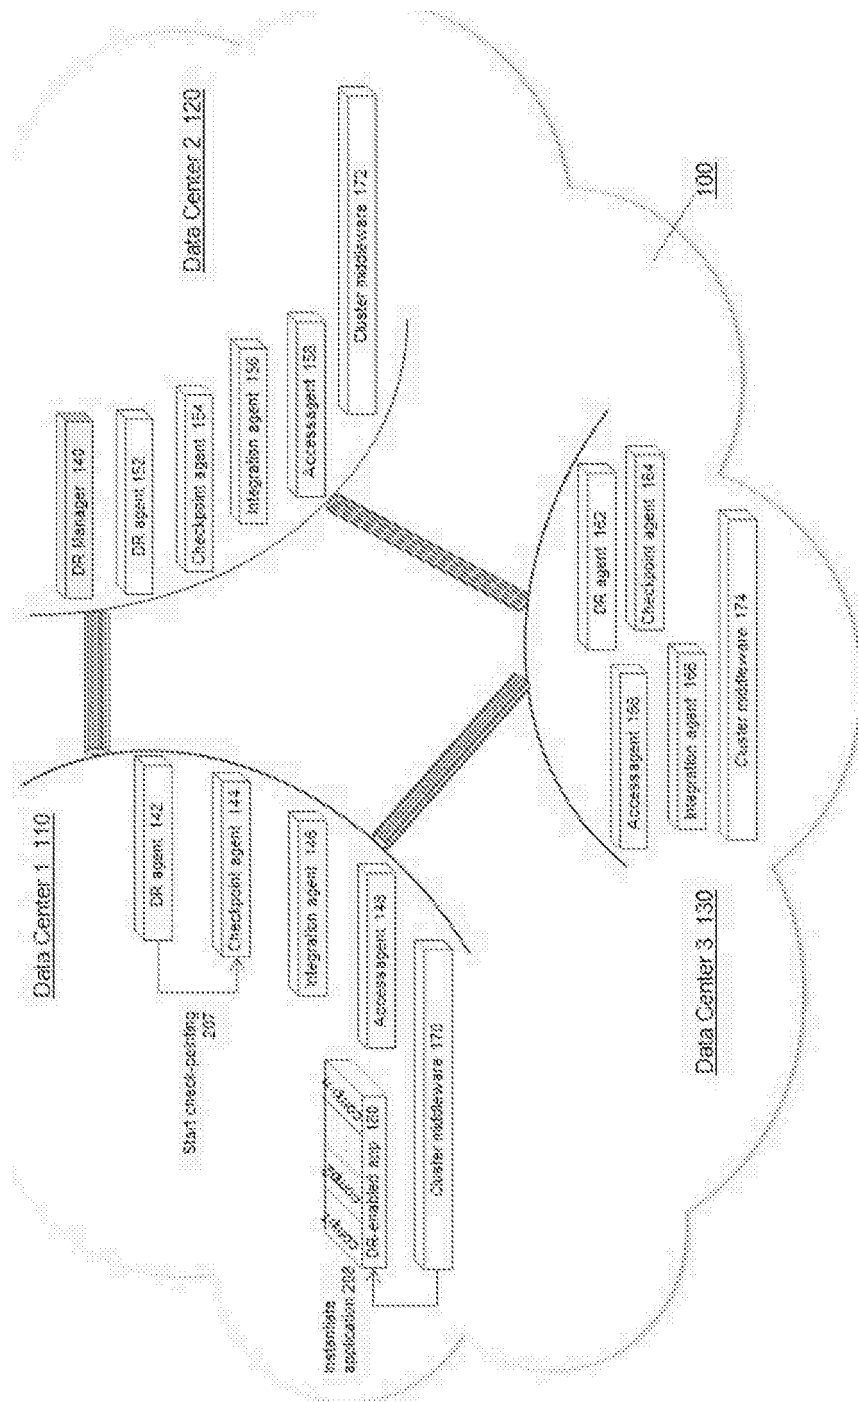 Data Center 1 110
DR agent 142
Checkpoint agent 144
Start check-pointing
207
Integration agent 146
Access agent 148
DR-enabled app 120
Instantiate
application 208
Cluster middleware 170
Data Center 2 120
DR Manager 140
DR agent 152
Checkpoint agent 154
Integration agent 156
Access agent 158
Cluster middleware 172
100
Data Center 3 130
DR agent 162
Checkpoint agent 164
Access agent 168
Integration agent 166
Cluster middleware 174